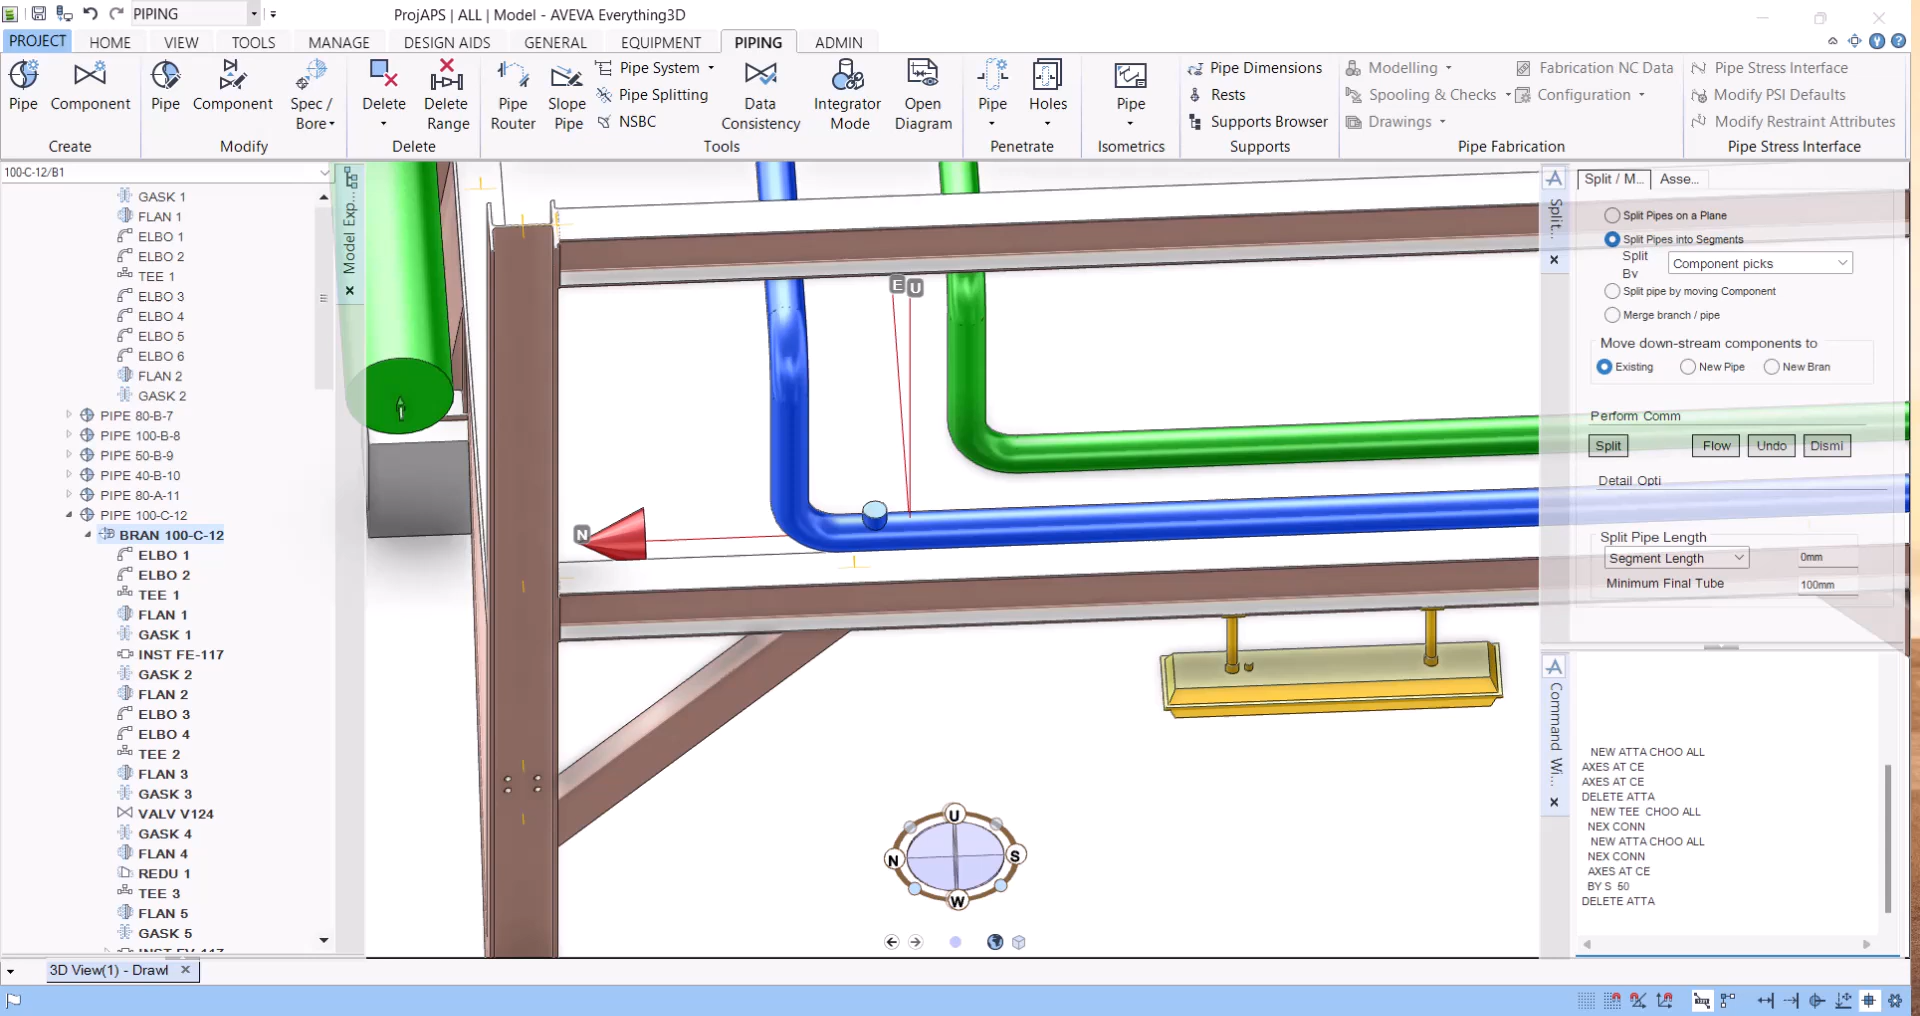 PIPING
ProjAPS | ALL | Model - AVEVA Everything3D
PROJECT HOME VIEW TOOLS MANAGE DESIGN AIDS GENERAL EQUIPMENT PIPING ADMIN
Pipe Component
Create
Pipe Component Spec / Bore
Modify
Delete Delete Range
Delete
Pipe Router Slope Pipe
Pipe System
Pipe Splitting
NSBC
Data Consistency Integrator Mode Open Diagram
Tools
Pipe Holes
Penetrate
Pipe
Isometrics
Pipe Dimensions
Rests
Supports Browser
Supports
Modelling
Spooling & Checks
Drawings
Fabrication NC Data
Configuration
Pipe Fabrication
Pipe Stress Interface
Modify PSI Defaults
Modify Restraint Attributes
Pipe Stress Interface
100-C-12/B1
GASK 1
FLAN 1
ELBO 1
ELBO 2
TEE 1
ELBO 3
ELBO 4
ELBO 5
ELBO 6
FLAN 2
GASK 2
PIPE 80-B-7
PIPE 100-B-8
PIPE 50-B-9
PIPE 40-B-10
PIPE 80-A-11
PIPE 100-C-12
BRAN 100-C-12
ELBO 1
ELBO 2
TEE 1
FLAN 1
GASK 1
INST FE-117
GASK 2
FLAN 2
ELBO 3
ELBO 4
TEE 2
FLAN 3
GASK 3
VALV V124
GASK 4
FLAN 4
REDU 1
TEE 3
FLAN 5
GASK 5
Model Exp...
E U
N
U
N S
W
Split...
Split / M... Asse...
Split Pipes on a Plane
Split Pipes into Segments
Split By
Component picks
Split pipe by moving Component
Merge branch / pipe
Move down-stream components to
Existing New Pipe New Bran
Perform Comm
Split Flow Undo Dismi
Detail Opti
Split Pipe Length
Segment Length 0mm
Minimum Final Tube 100mm
Command Wi...
NEW ATTA CHOO ALL
AXES AT CE
AXES AT CE
DELETE ATTA
NEW TEE CHOO ALL
NEX CONN
NEW ATTA CHOO ALL
NEX CONN
AXES AT CE
BY S 50
DELETE ATTA
3D View(1) - Drawl